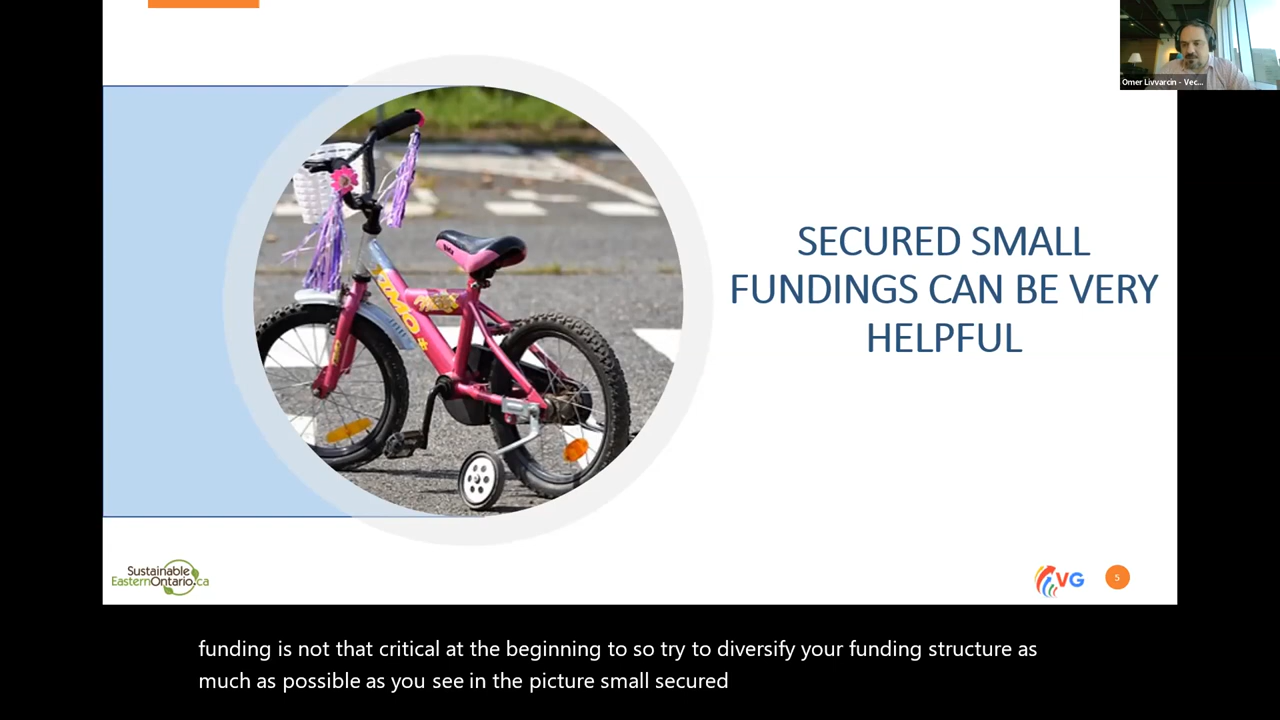 Omer Livvarcin - Vec...
SECURED SMALL
FUNDINGS CAN BE VERY
HELPFUL
Sustainable
EasternOntario.ca
VG
5
funding is not that critical at the beginning to so try to diversify your funding structure as
much as possible as you see in the picture small secured